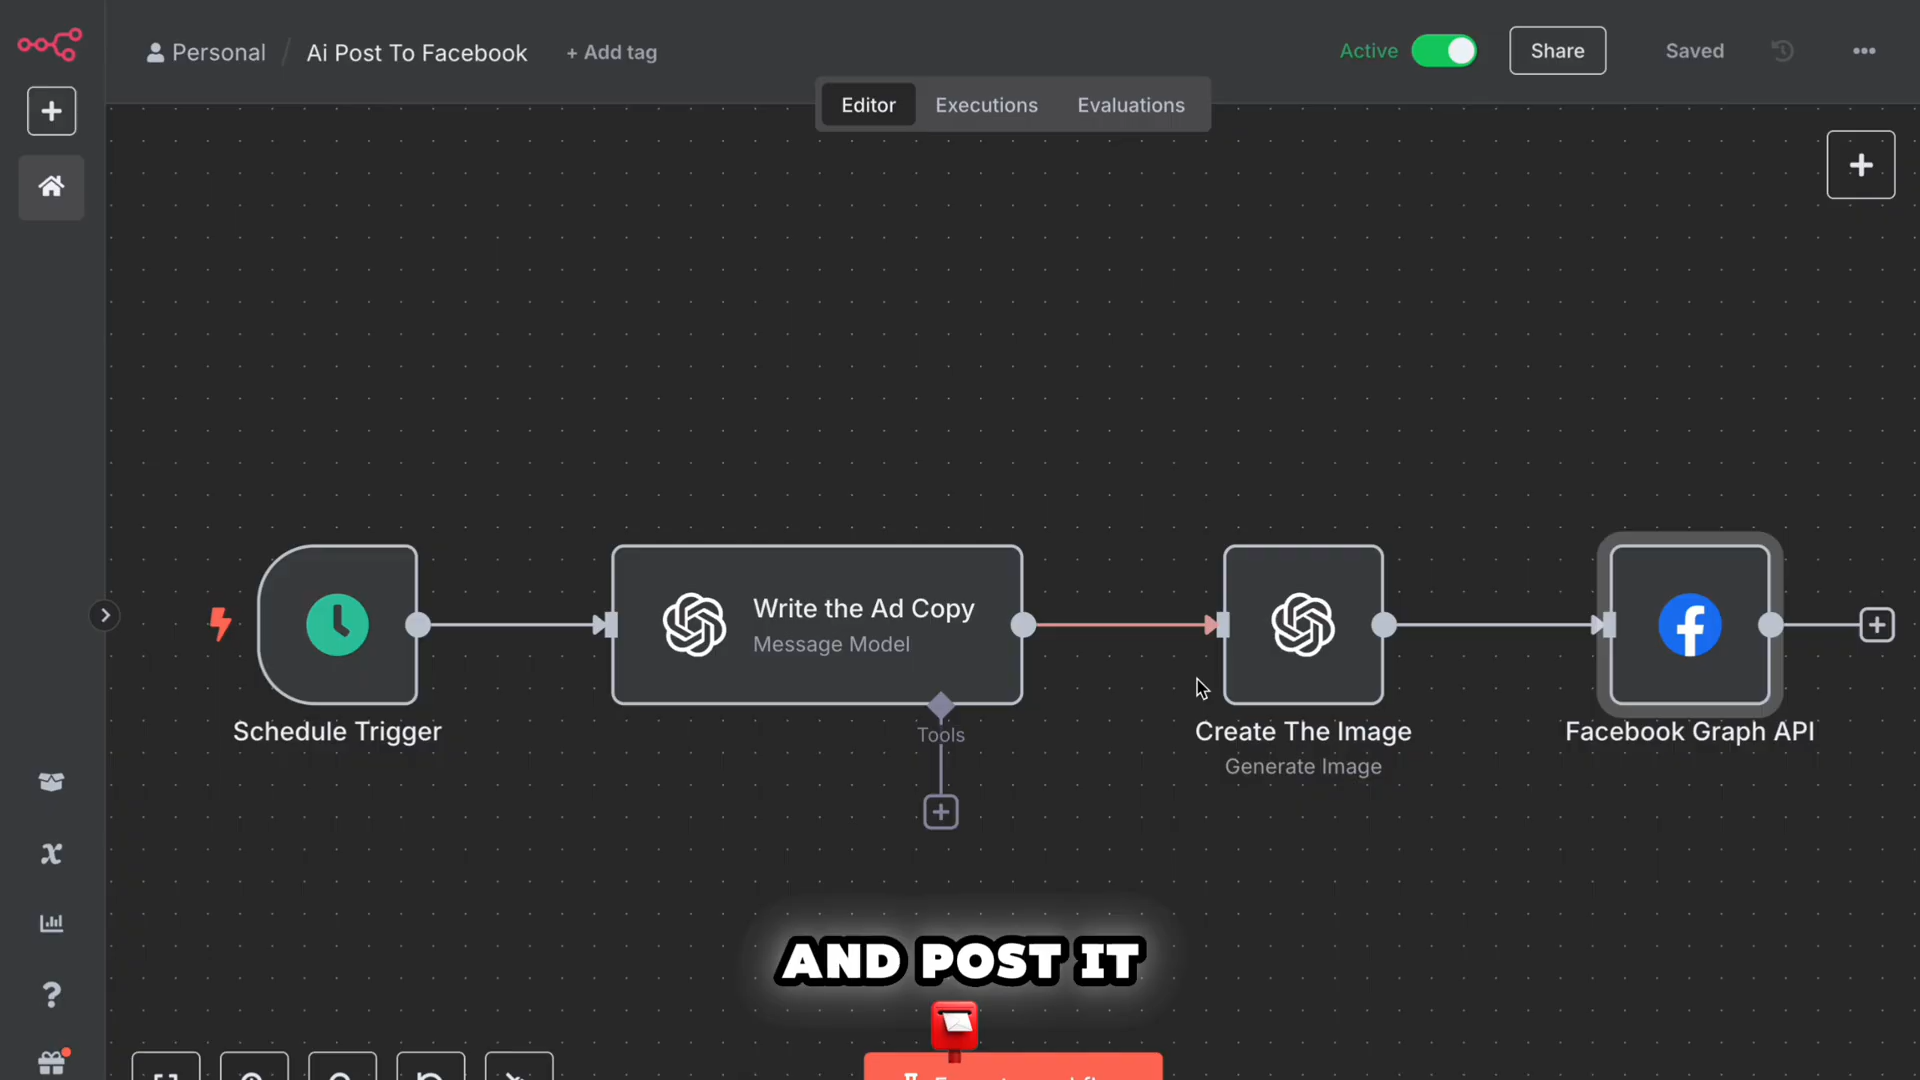 Personal / Ai Post To Facebook + Add tag
Active Share Saved
Editor Executions Evaluations
Write the Ad Copy
Message Model
Schedule Trigger
Tools
Create The Image
Generate Image
Facebook Graph API
AND POST IT